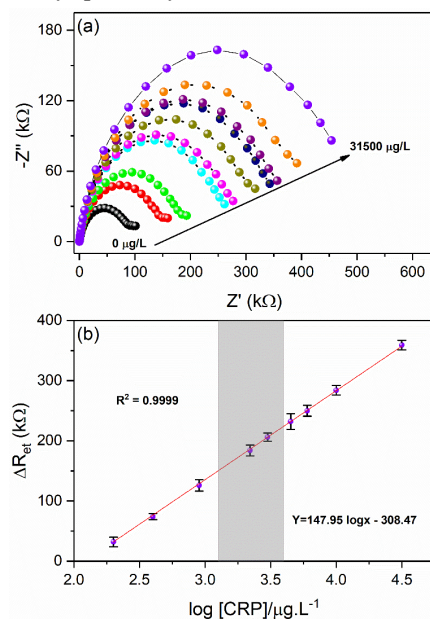 (a)
-180
-120
-60
0
-Z'' (kΩ)
31500 µg/L
0 µg/L
0 100 200 300 400 500 600
Z' (kΩ)
(b)
400
300
200
100
0
ΔRet (kΩ)
R² = 0.9999
Y=147.95 logx - 308.47
2.0 2.5 3.0 3.5 4.0 4.5
log [CRP]/µg.L⁻¹